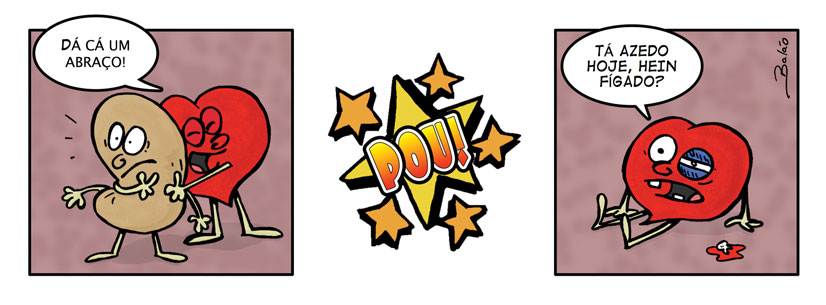 DÁ CÁ UM
ABRAÇO!
POU!
TÁ AZEDO
HOJE, HEIN
FÍGADO?
Balão